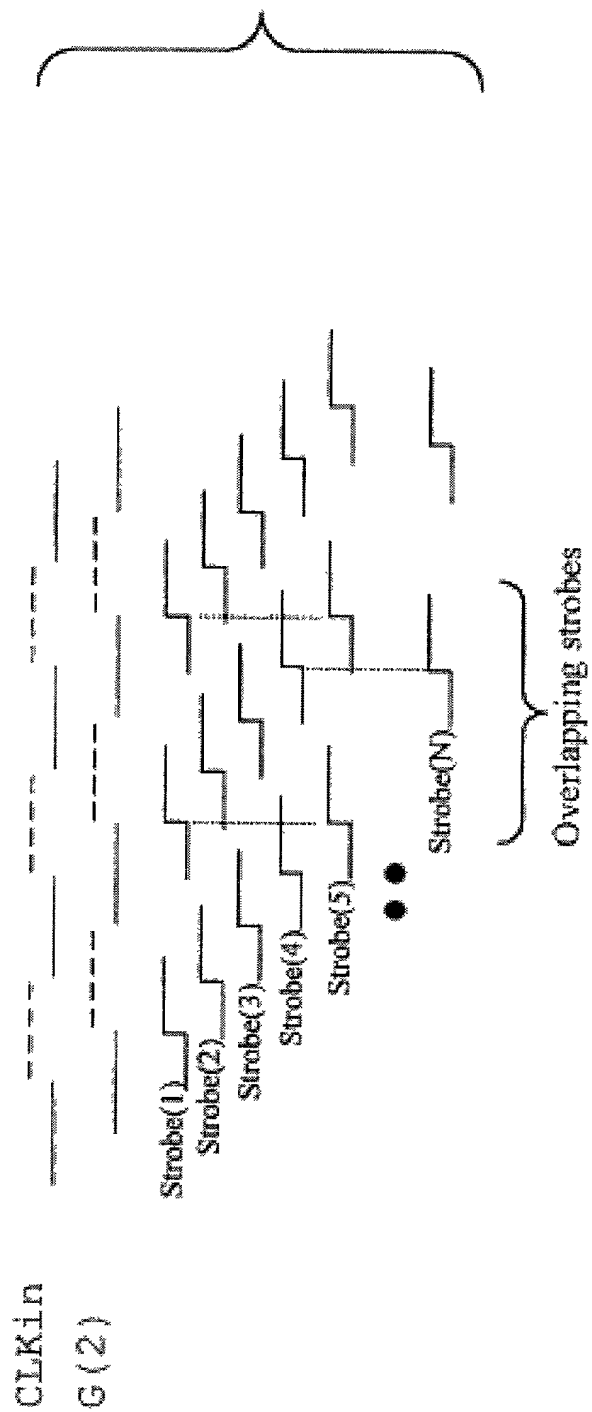 CLKin
G(2)
Strobe(1)
Strobe(2)
Strobe(3)
Strobe(4)
Strobe(5)
Strobe(N)
Overlapping strobes